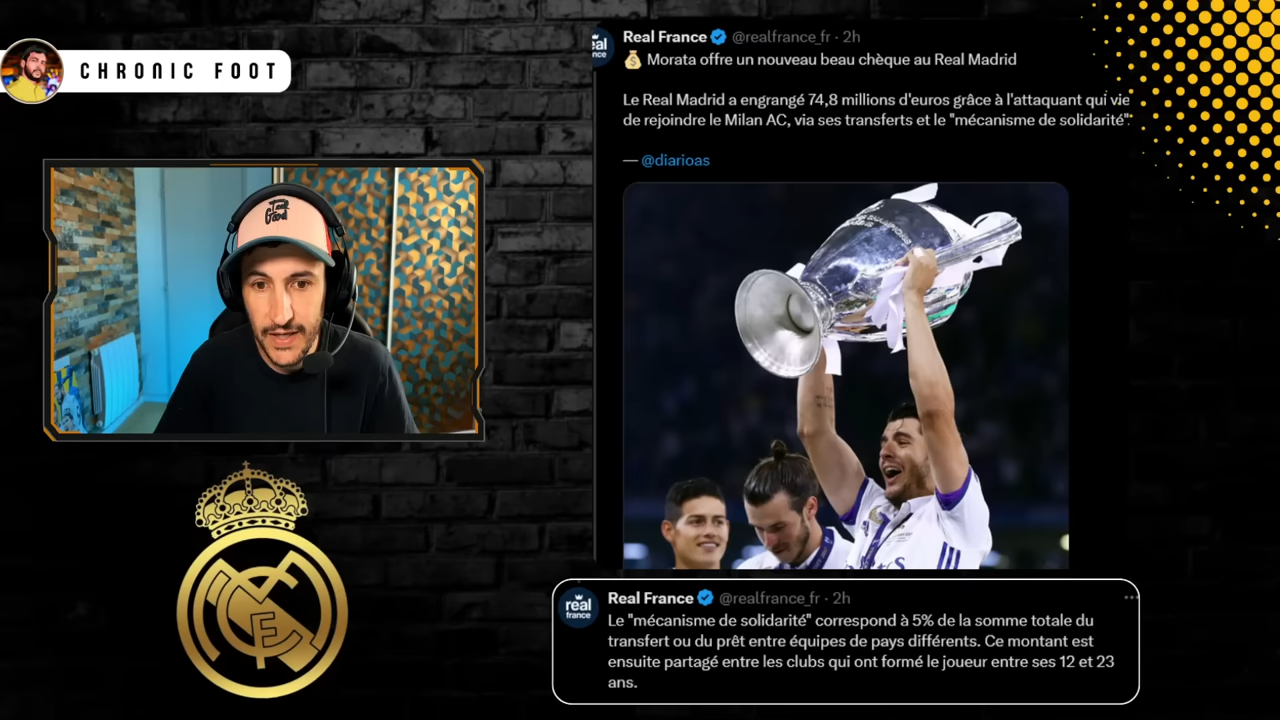 CHRONIC FOOT
Real France @realfrance_fr · 2h
Morata offre un nouveau beau chèque au Real Madrid
Le Real Madrid a engrangé 74,8 millions d'euros grâce à l'attaquant qui vie
de rejoindre le Milan AC, via ses transferts et le "mécanisme de solidarité".
— @diarioas
Feel
Good
real
france
Real France @realfrance_fr · 2h
Le "mécanisme de solidarité" correspond à 5% de la somme totale du
transfert ou du prêt entre équipes de pays différents. Ce montant est
ensuite partagé entre les clubs qui ont formé le joueur entre ses 12 et 23
ans.